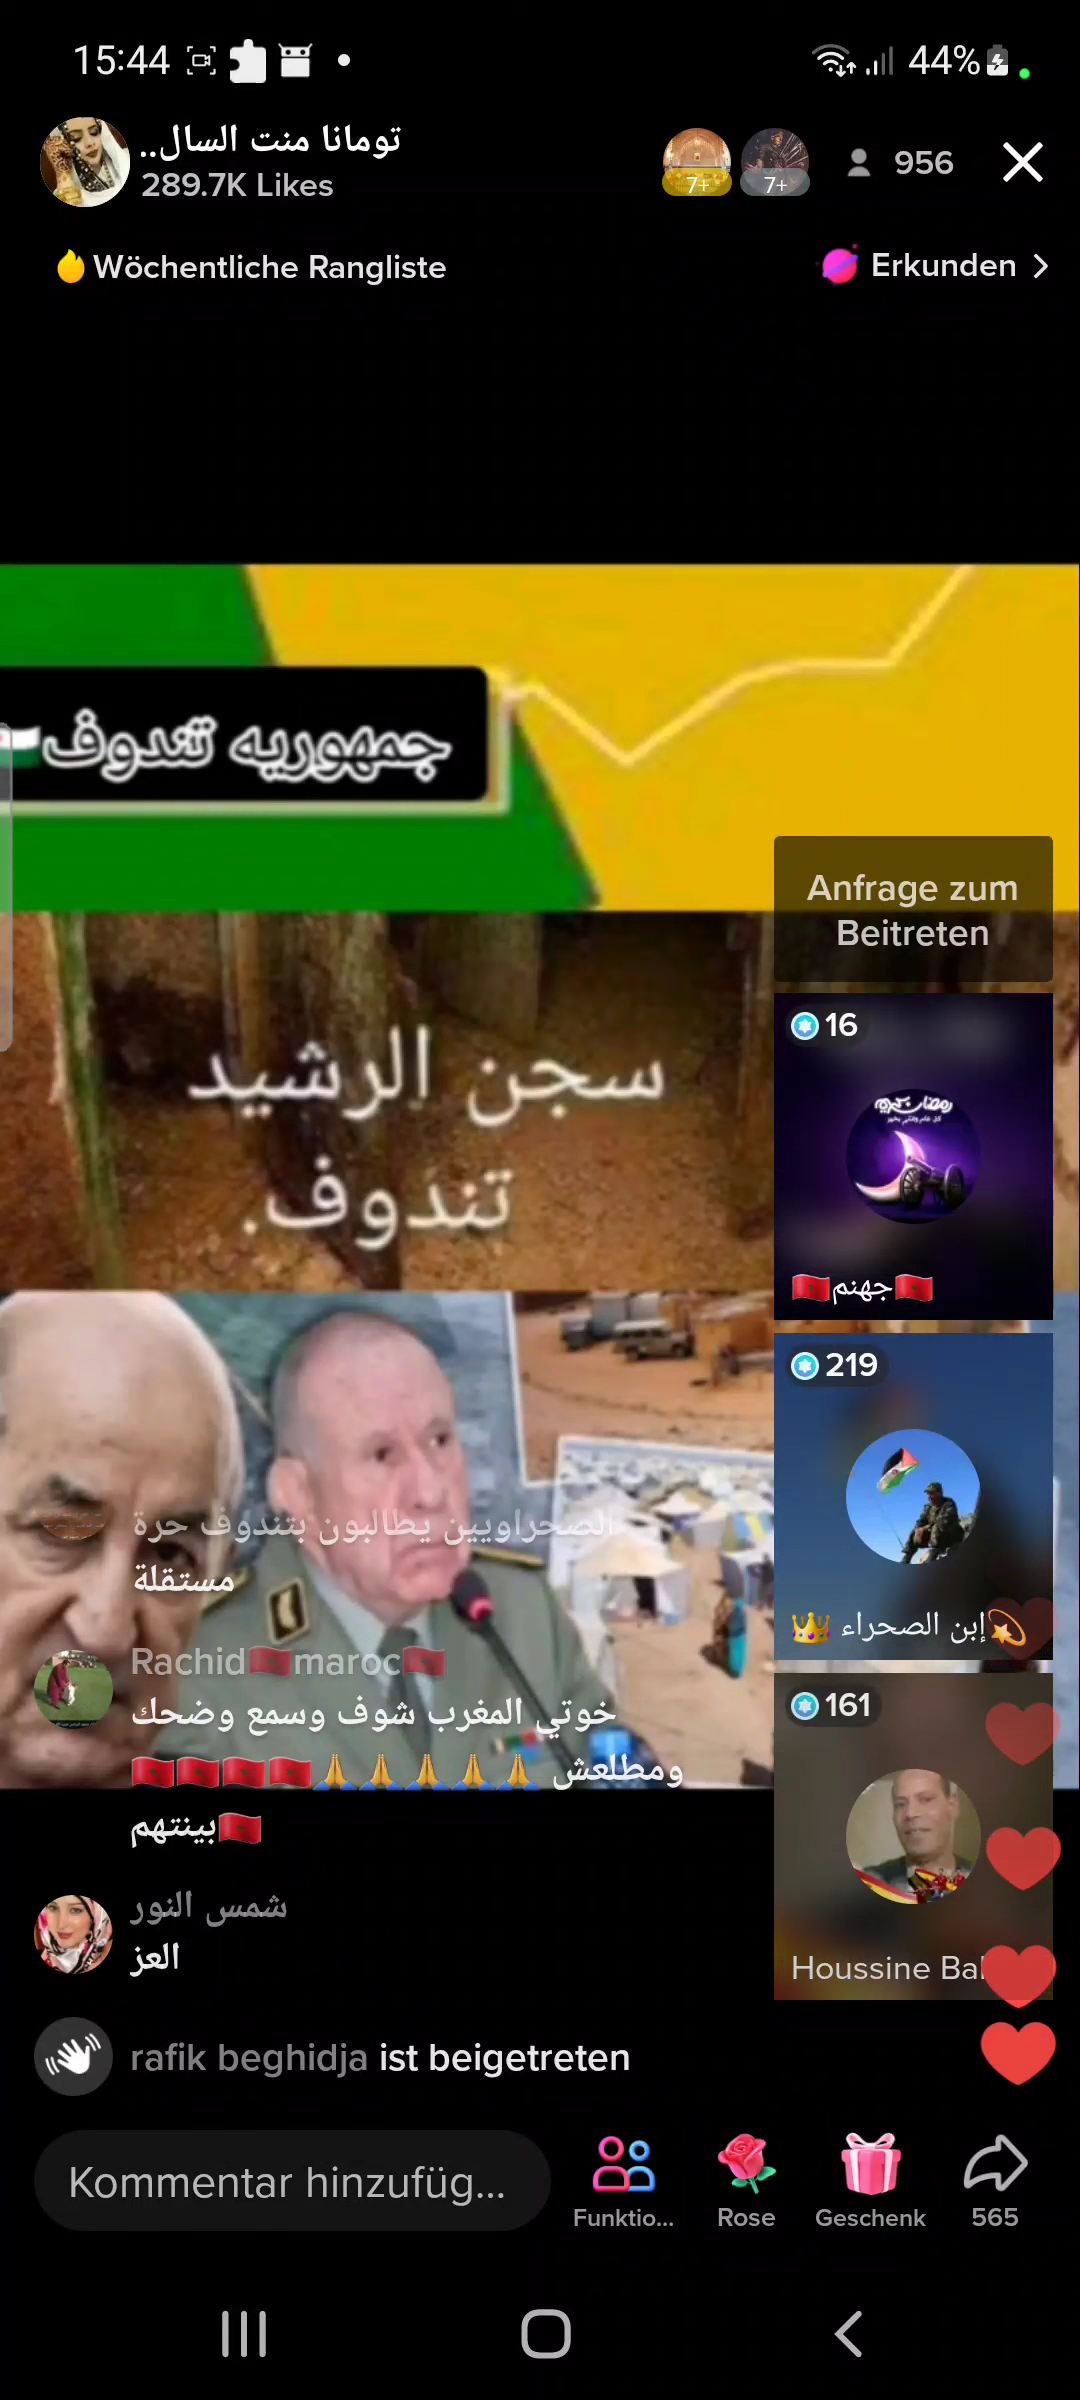 15:44
44%
تومانا منت السال..
289.7K Likes
7+
7+
956
Wöchentliche Rangliste
Erkunden
جمهوريه تندوف
Anfrage zum
Beitreten
سجن الرشيد
تندوف.
16
رمضان كريم
جهنم
219
إبن الصحراء
161
Houssine Bal
الصحراويين يطالبون بتندوف حرة
مستقلة
Rachid🇲🇦maroc🇲🇦
خوتي المغرب شوف وسمع وضحك
ومطلعش 🙏🙏🙏🙏🙏🇲🇦🇲🇦🇲🇦🇲🇦
🇲🇦بينتهم
شمس النور
العز
rafik beghidja ist beigetreten
Kommentar hinzufüg...
Funktio...
Rose
Geschenk
565